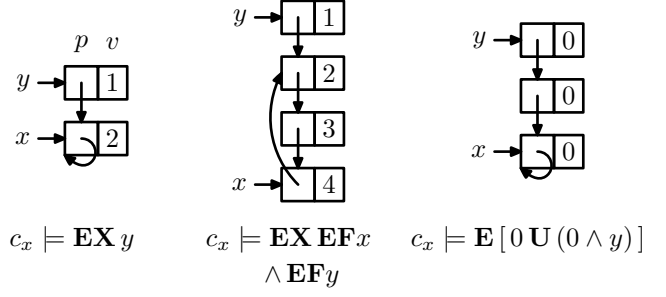 p v
y 1
x 2
c_x ⊨ EX y
y 1
2
3
x 4
c_x ⊨ EX EFx
∧ EFy
y 0
0
x 0
c_x ⊨ E [ 0 U (0 ∧ y) ]